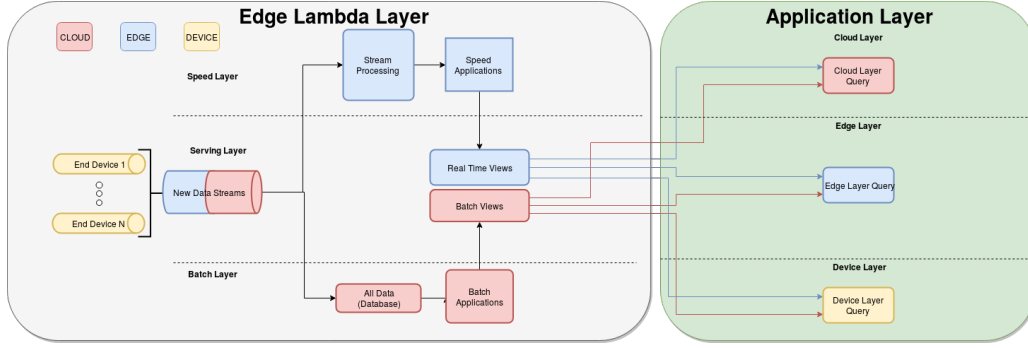 Edge Lambda Layer
Application Layer
CLOUD
EDGE
DEVICE
Speed Layer
Stream
Processing
Speed
Applications
Serving Layer
End Device 1
End Device N
New Data Streams
Real Time Views
Batch Views
Batch Layer
All Data
(Database)
Batch
Applications
Cloud Layer
Cloud Layer
Query
Edge Layer
Edge Layer Query
Device Layer
Device Layer
Query